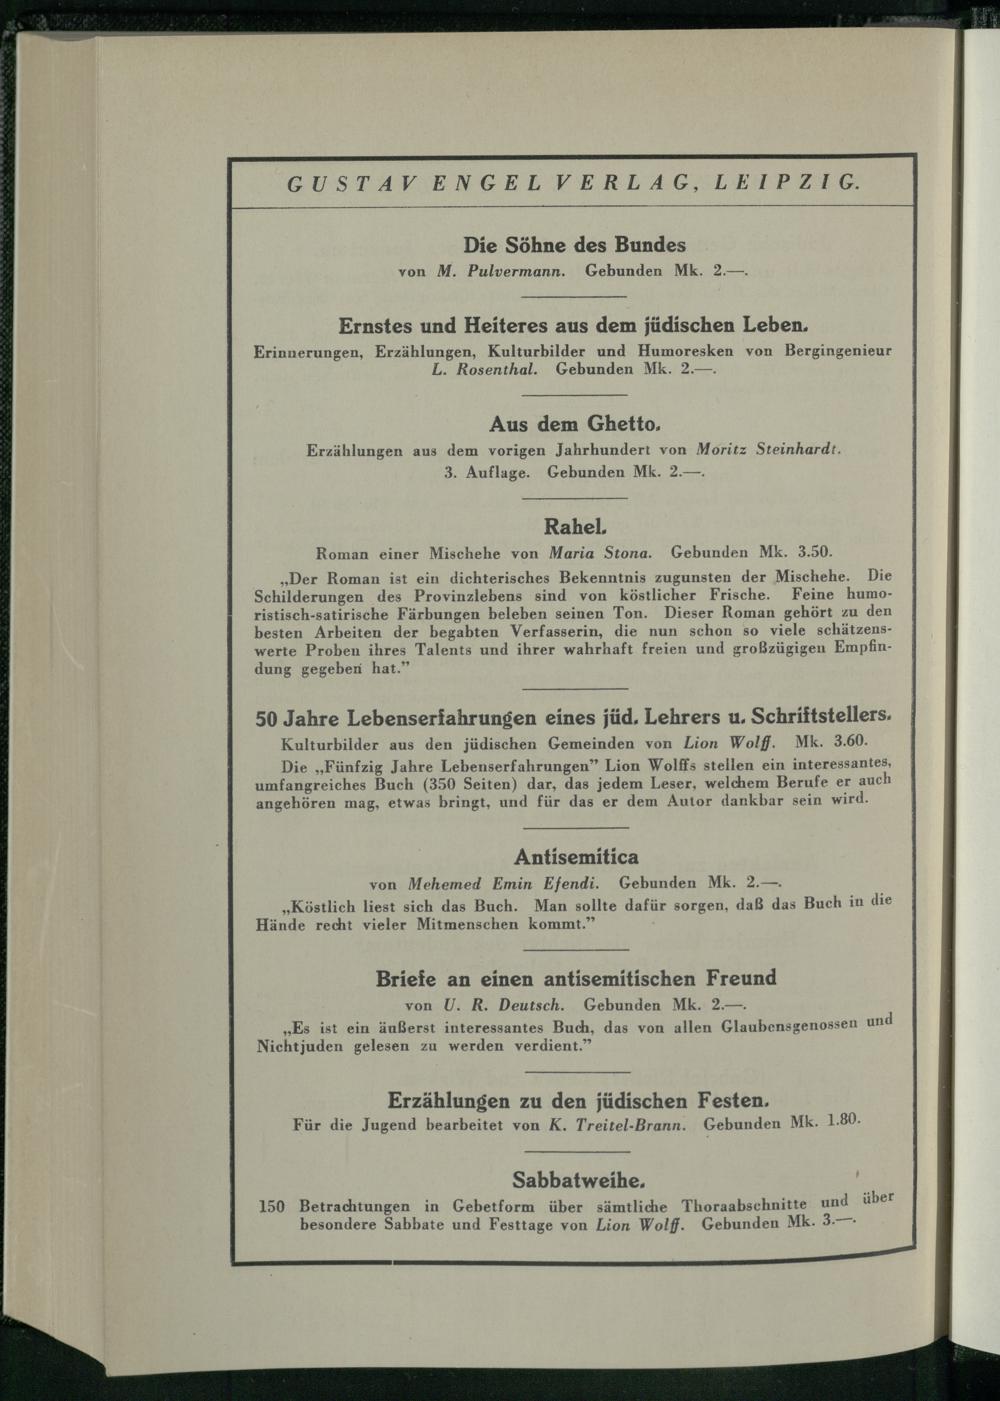 GUSTAV ENGEL VERLAG, LEIPZIG.
Die Söhne des Bundes
von M. Pulvermann. Gebunden Mk. 2.—.
Ernstes und Heiteres aus dem jüdischen Leben.
Erinnerungen, Erzählungen, Kulturbilder und Humoresken von Bergingenieur
L. Rosenthal. Gebunden Mk. 2.—.
Aus dem Ghetto.
Erzählungen aus dem vorigen Jahrhundert von Moritz Steinhardt.
3. Auflage. Gebunden Mk. 2.—.
Rahel.
Roman einer Mischehe von Maria Stona. Gebunden Mk. 3.50.
„Der Roman ist ein dichterisches Bekenntnis zugunsten der Mischehe. Die
Schilderungen des Provinzlebens sind von köstlicher Frische. Feine humo-
ristisch-satirische Färbungen beleben seinen Ton. Dieser Roman gehört zu den
besten Arbeiten der begabten Verfasserin, die nun schon so viele schätzens-
werte Proben ihres Talents und ihrer wahrhaft freien und großzügigen Empfin-
dung gegeben hat.”
50 Jahre Lebenserfahrungen eines jüd. Lehrers u. Schriftstellers.
Kulturbilder aus den jüdischen Gemeinden von Lion Wolff. Mk. 3.60.
Die „Fünfzig Jahre Lebenserfahrungen” Lion Wolffs stellen ein interessantes,
umfangreiches Buch (350 Seiten) dar, das jedem Leser, welchem Berufe er auch
angehören mag, etwas bringt, und für das er dem Autor dankbar sein wird.
Antisemitica
von Mehemed Emin Efendi. Gebunden Mk. 2.—.
„Köstlich liest sich das Buch. Man sollte dafür sorgen, daß das Buch in die
Hände recht vieler Mitmenschen kommt.”
Briefe an einen antisemitischen Freund
von U. R. Deutsch. Gebunden Mk. 2.—.
„Es ist ein äußerst interessantes Buch, das von allen Glaubensgenossen und
Nichtjuden gelesen zu werden verdient.”
Erzählungen zu den jüdischen Festen.
Für die Jugend bearbeitet von K. Treitel-Brann. Gebunden Mk. 1.80.
Sabbatweihe.
150 Betrachtungen in Gebetform über sämtliche Thoraabschnitte und über
besondere Sabbate und Festtage von Lion Wolff. Gebunden Mk. 3.—.